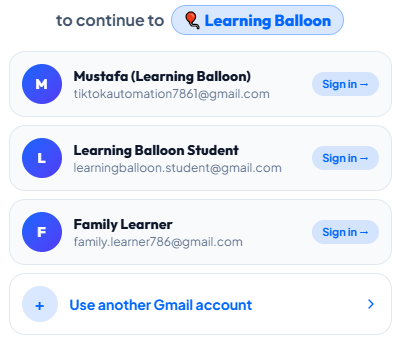 to continue to 🎈 Learning Balloon
M
Mustafa (Learning Balloon)
tiktokautomation7861@gmail.com
Sign in →
L
Learning Balloon Student
learningballoon.student@gmail.com
Sign in →
F
Family Learner
family.learner786@gmail.com
Sign in →
+ Use another Gmail account